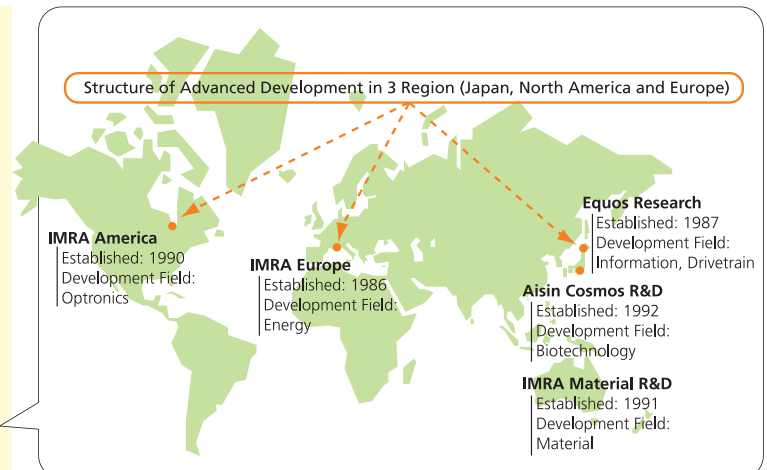 Structure of Advanced Development in 3 Region (Japan, North America and Europe)
IMRA America
Established: 1990
Development Field:
Optronics
IMRA Europe
Established: 1986
Development Field:
Energy
Equos Research
Established: 1987
Development Field:
Information, Drivetrain
Aisin Cosmos R&D
Established: 1992
Development Field:
Biotechnology
IMRA Material R&D
Established: 1991
Development Field:
Material